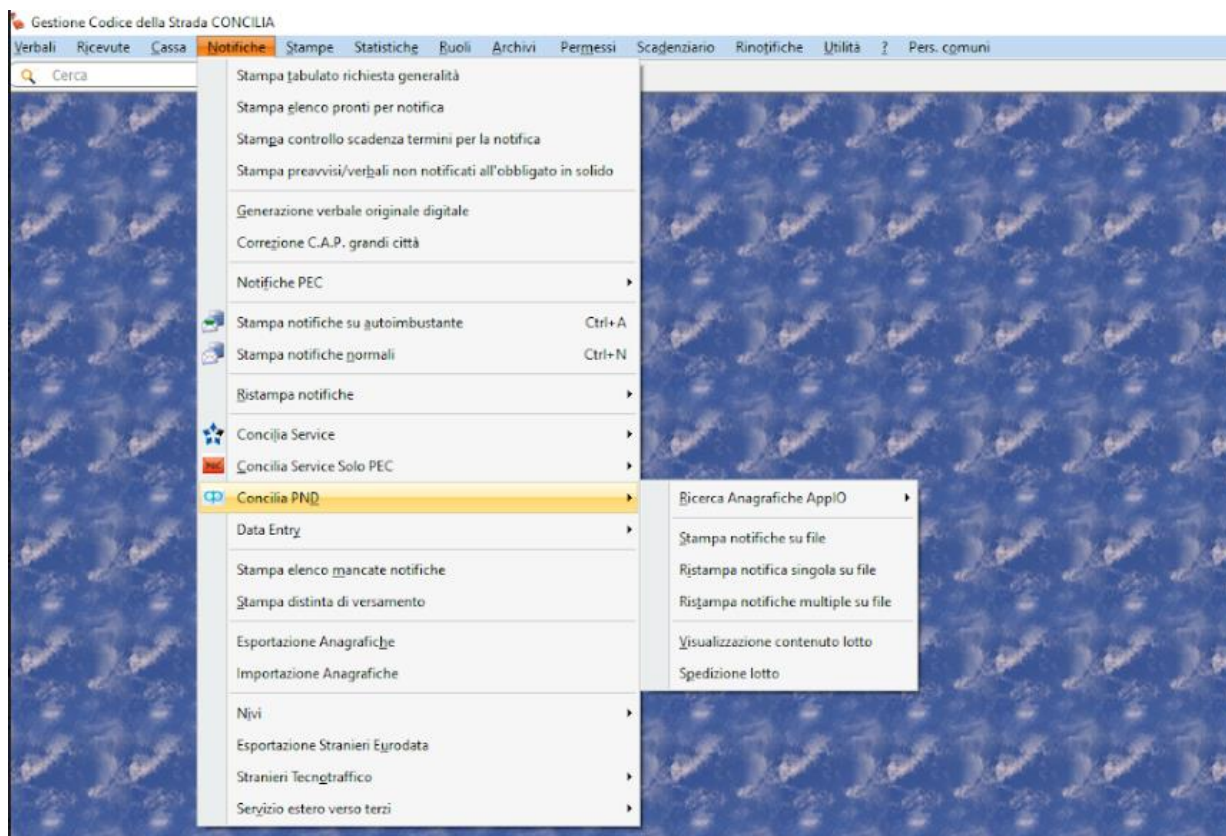 Gestione Codice della Strada CONCILIA
Verbali Ricevute Cassa Notifiche Stampe Statistiche Ruoli Archivi Permessi Scadenziario Rinotifiche Utilità ? Pers. comuni
Cerca
Stampa tabulato richiesta generalità
Stampa elenco pronti per notifica
Stampa controllo scadenza termini per la notifica
Stampa preavvisi/verbali non notificati all'obbligato in solido
Generazione verbale originale digitale
Correzione C.A.P. grandi città
Notifiche PEC
Stampa notifiche su autoimbustante Ctrl+A
Stampa notifiche normali Ctrl+N
Ristampa notifiche
Concilia Service
Concilia Service Solo PEC
Concilia PND
Data Entry
Stampa elenco mancate notifiche
Stampa distinta di versamento
Esportazione Anagrafiche
Importazione Anagrafiche
Nivi
Esportazione Stranieri Eurodata
Stranieri Tecnotraffico
Servizio estero verso terzi
Ricerca Anagrafiche AppIO
Stampa notifiche su file
Ristampa notifica singola su file
Ristampa notifiche multiple su file
Visualizzazione contenuto lotto
Spedizione lotto